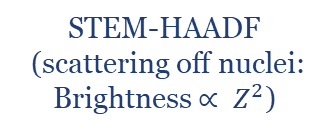 STEM-HAADF
(scattering off nuclei:
Brightness ∝ Z²)